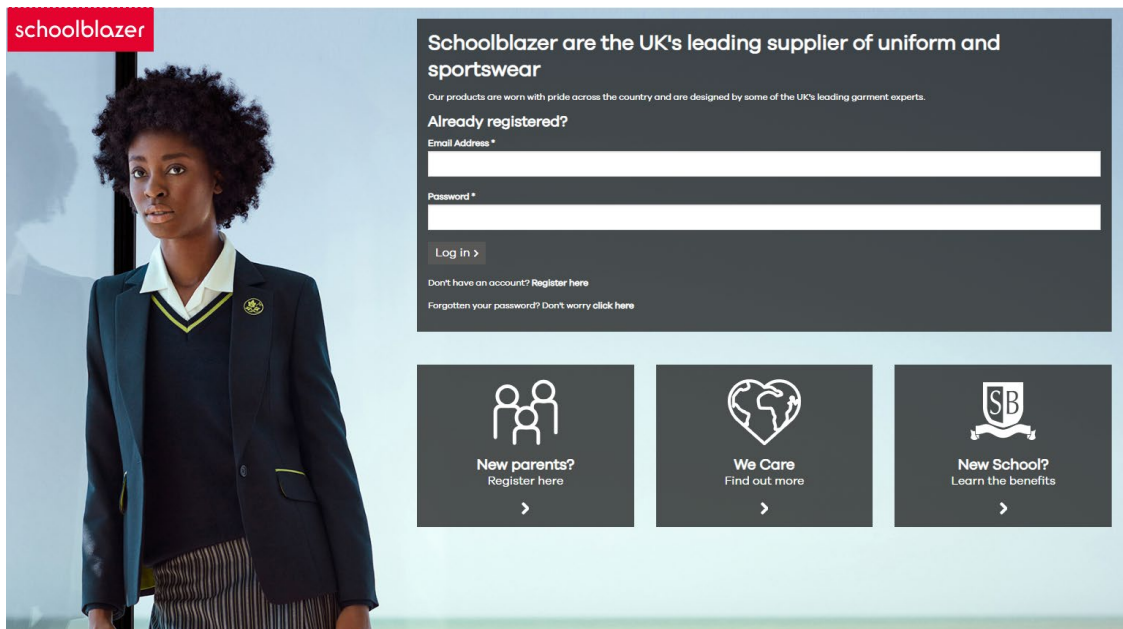 schoolblazer
Schoolblazer are the UK's leading supplier of uniform and
sportswear
Our products are worn with pride across the country and are designed by some of the UK's leading garment experts.
Already registered?
Email Address *
Password *
Log in >
Don't have an account? Register here
Forgotten your password? Don't worry click here
New parents?
Register here
>
We Care
Find out more
>
SB
New School?
Learn the benefits
>